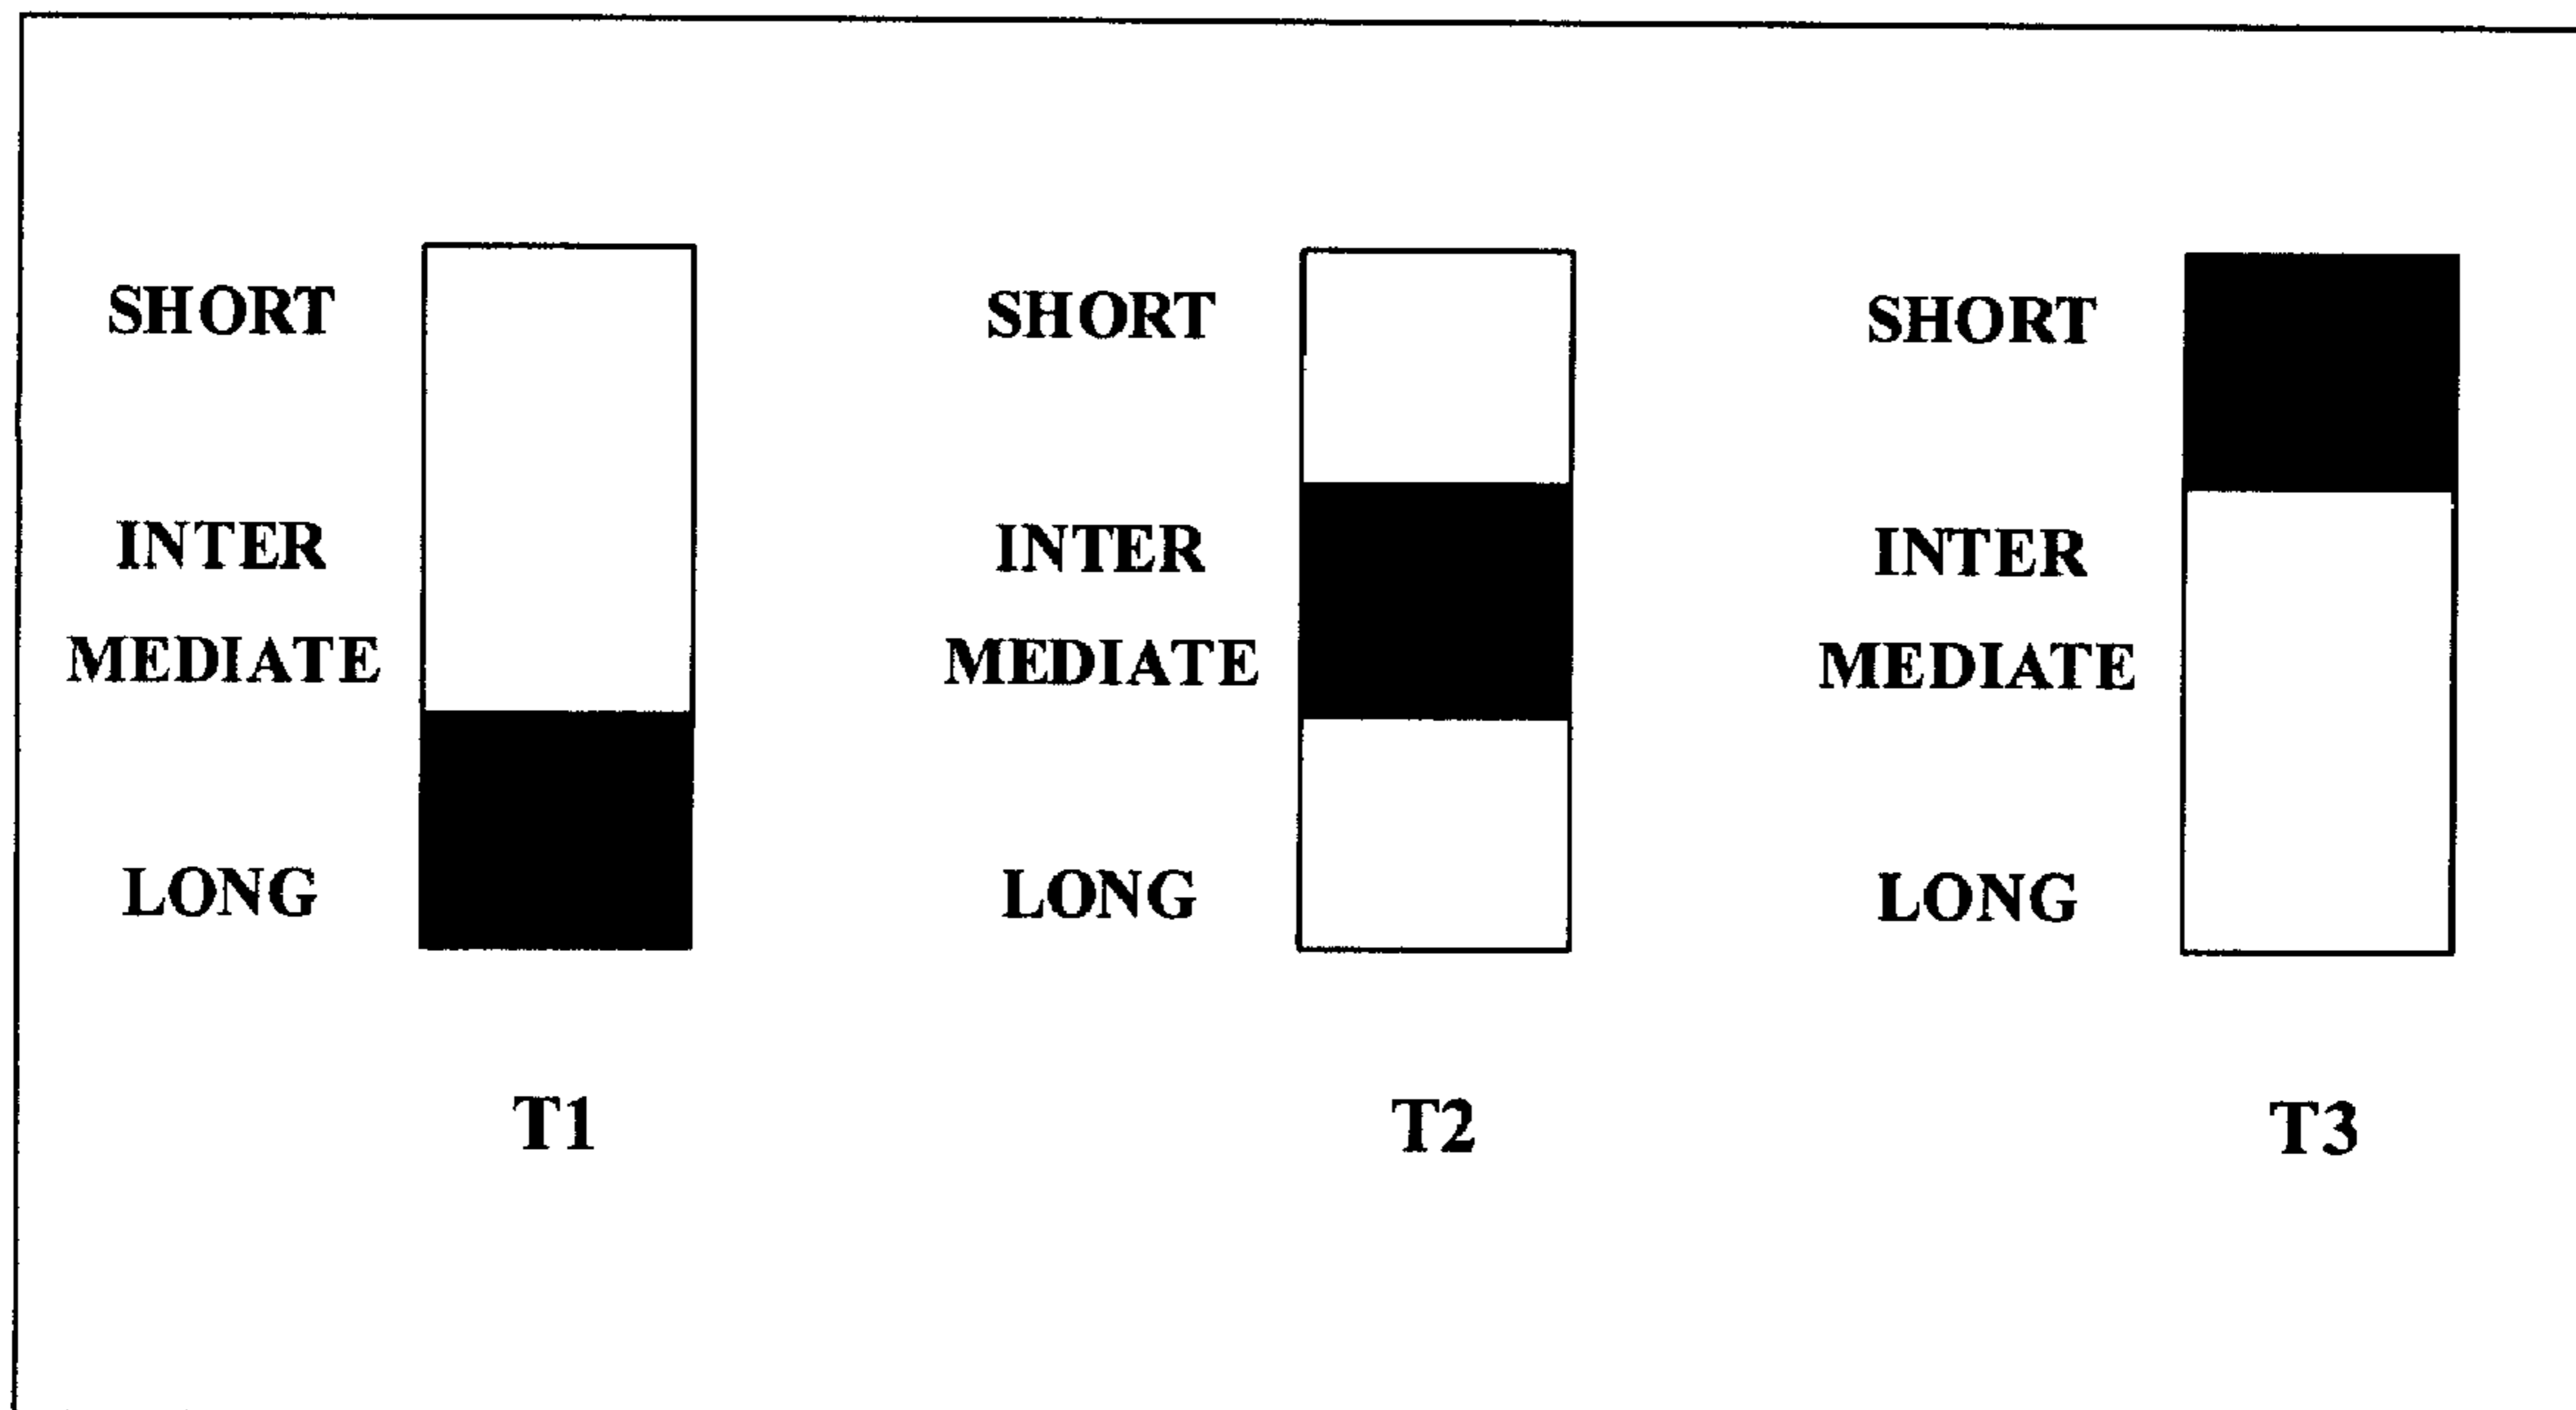 SHORT SHORT SHORT
INTER INTER INTER
MEDIATE MEDIATE MEDIATE
LONG LONG LONG
T1 T2 T3